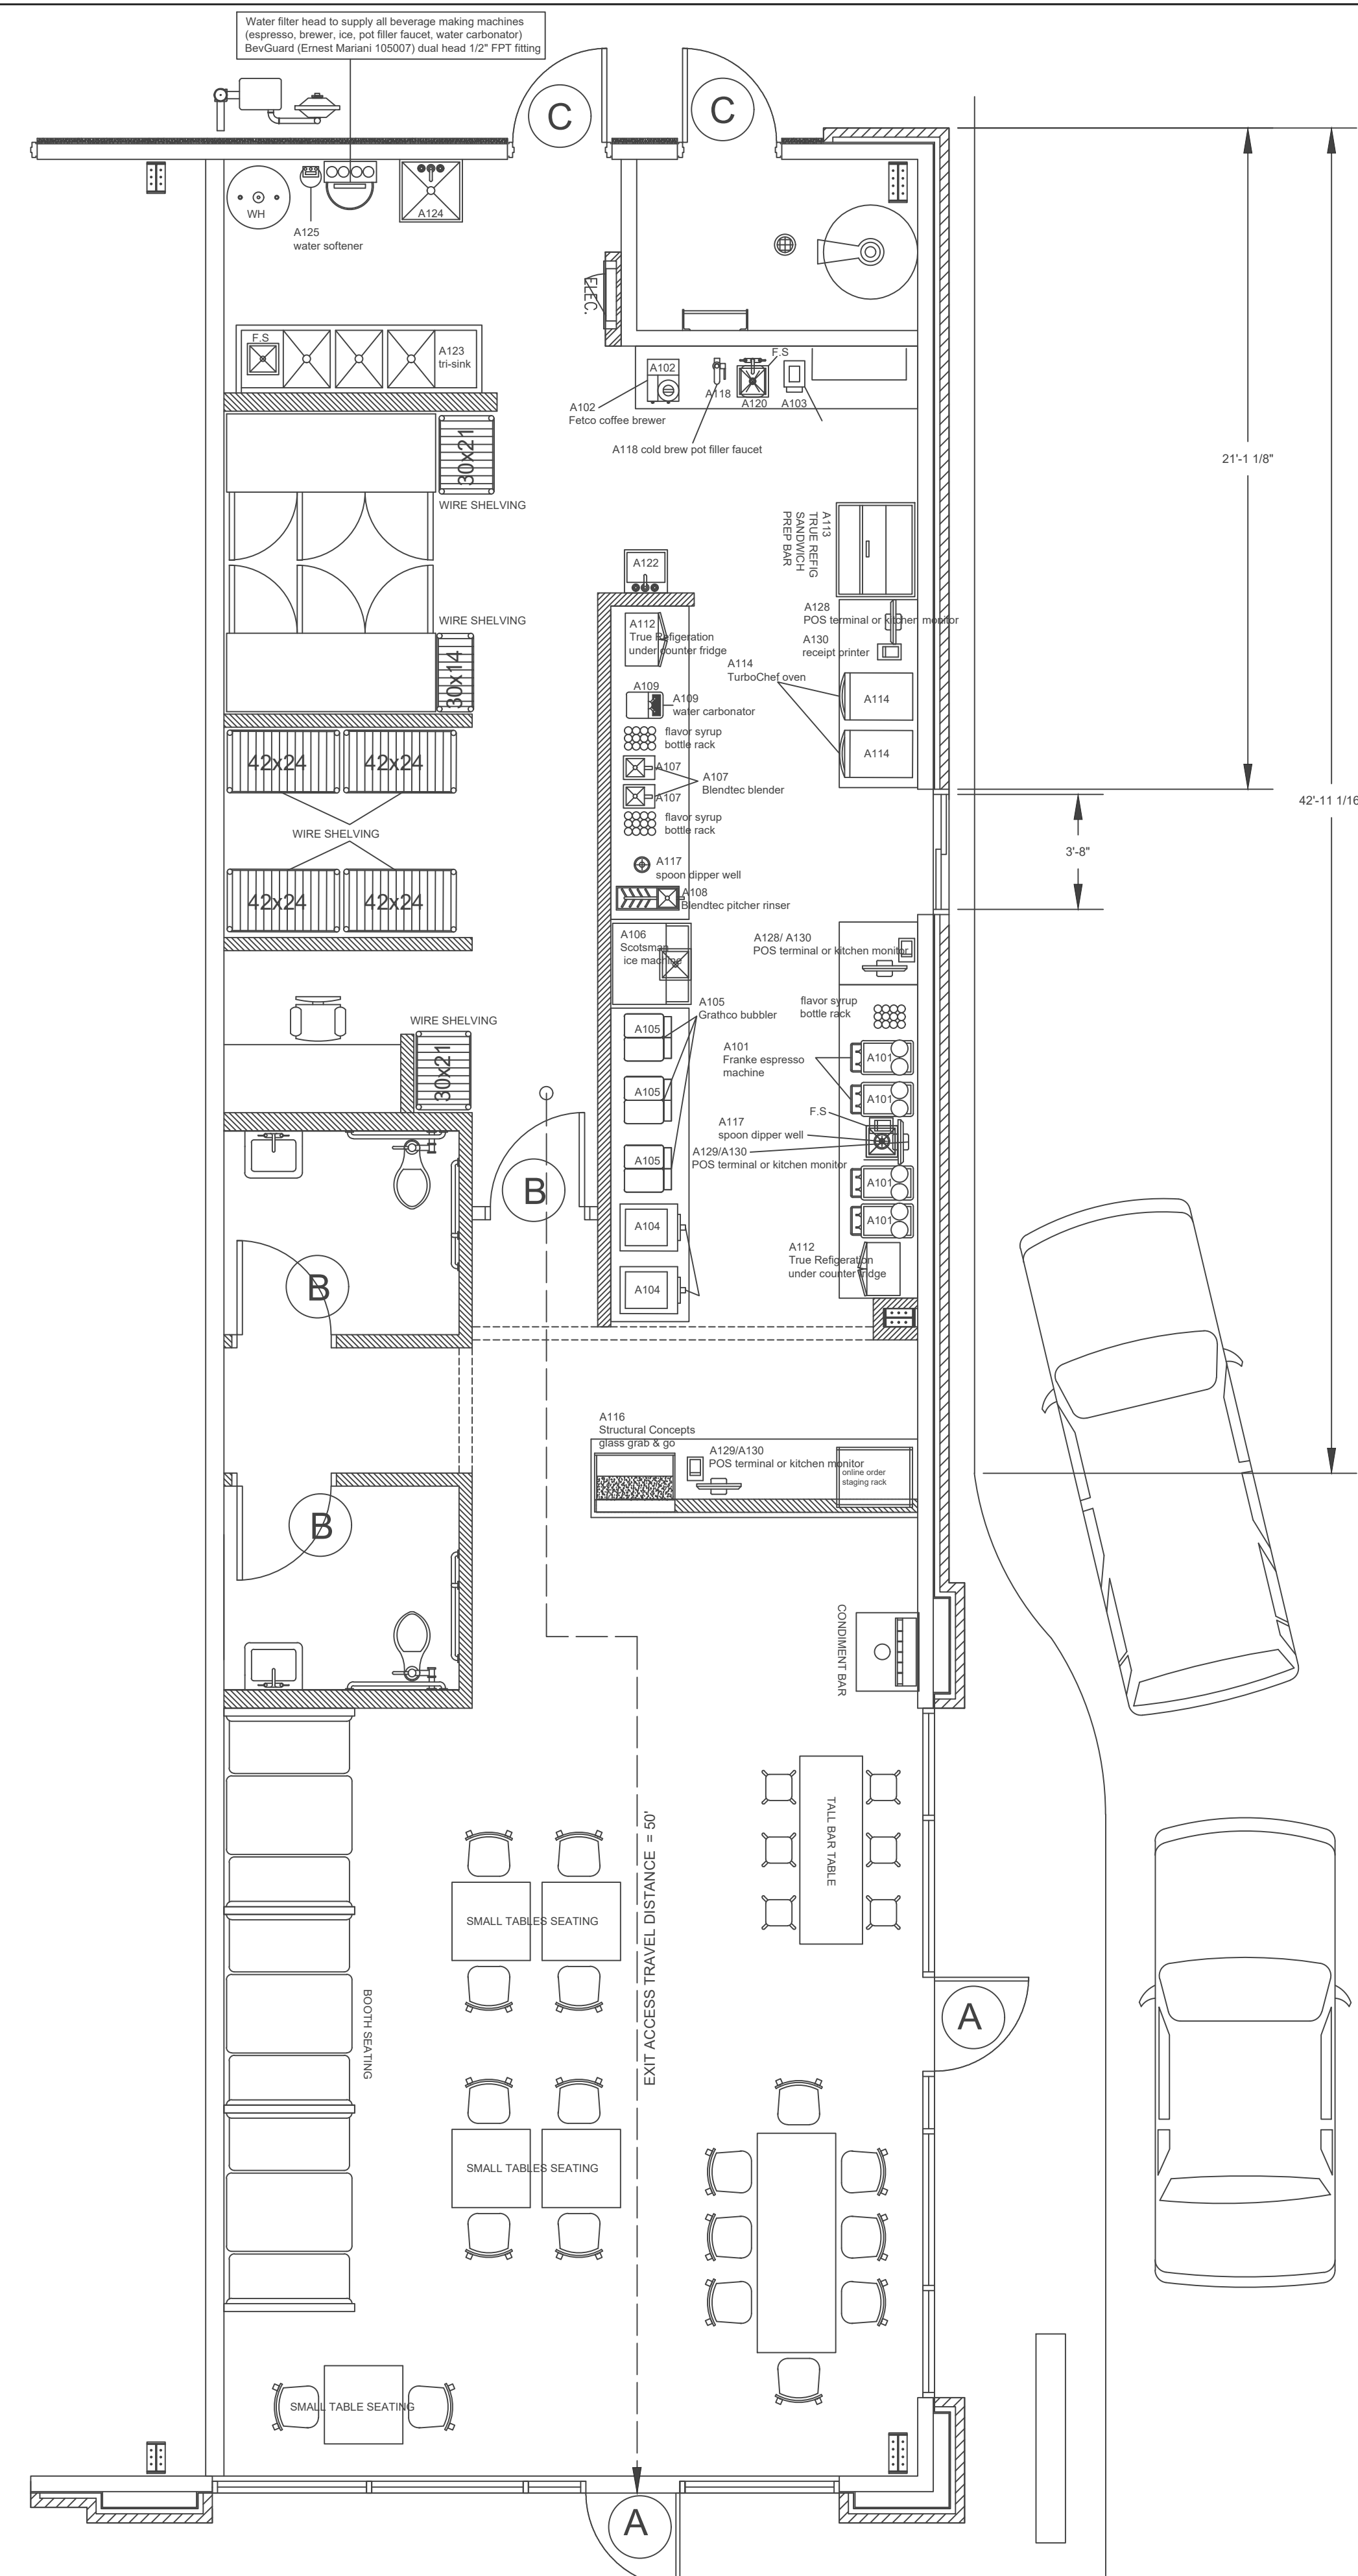 Water filter head to supply all beverage making machines
(espresso, brewer, ice, pot filler faucet, water carbonator)
BevGuard (Ernest Mariani 105007) dual head 1/2" FPT fitting
C
C
WH
A125
water softener
A124
ELEC.
F.S
A123
tri-sink
A102
A102
Fetco coffee brewer
A118
F.S
A120
A103
A118 cold brew pot filler faucet
30x21
WIRE SHELVING
A113
TRUE REFIG
SANDWICH
PREP BAR
21'-1 1/8"
42'-11 1/16
3'-8"
A122
WIRE SHELVING
30x14
A112
True Refigeration
under counter fridge
A128
POS terminal or kitchen monitor
A130
receipt printer
A114
TurboChef oven
A114
A114
A109
A109
water carbonator
flavor syrup
bottle rack
A107
A107
A107
Blendtec blender
flavor syrup
bottle rack
42x24
42x24
WIRE SHELVING
42x24
42x24
A117
spoon dipper well
A108
Blendtec pitcher rinser
A106
Scotsman
ice machine
A128/ A130
POS terminal or kitchen monitor
A105
Grathco bubbler
A105
A105
A105
flavor syrup
bottle rack
A101
Franke espresso
machine
A101
A101
F.S
A117
spoon dipper well
A129/A130
POS terminal or kitchen monitor
A101
A101
WIRE SHELVING
30x21
B
B
A104
A104
A112
True Refigeration
under counter fridge
A116
Structural Concepts
glass grab & go
A129/A130
POS terminal or kitchen monitor
online order
staging rack
B
CONDIMENT BAR
TALL BAR TABLE
EXIT ACCESS TRAVEL DISTANCE = 50'
SMALL TABLES SEATING
BOOTH SEATING
A
SMALL TABLES SEATING
SMALL TABLE SEATING
A